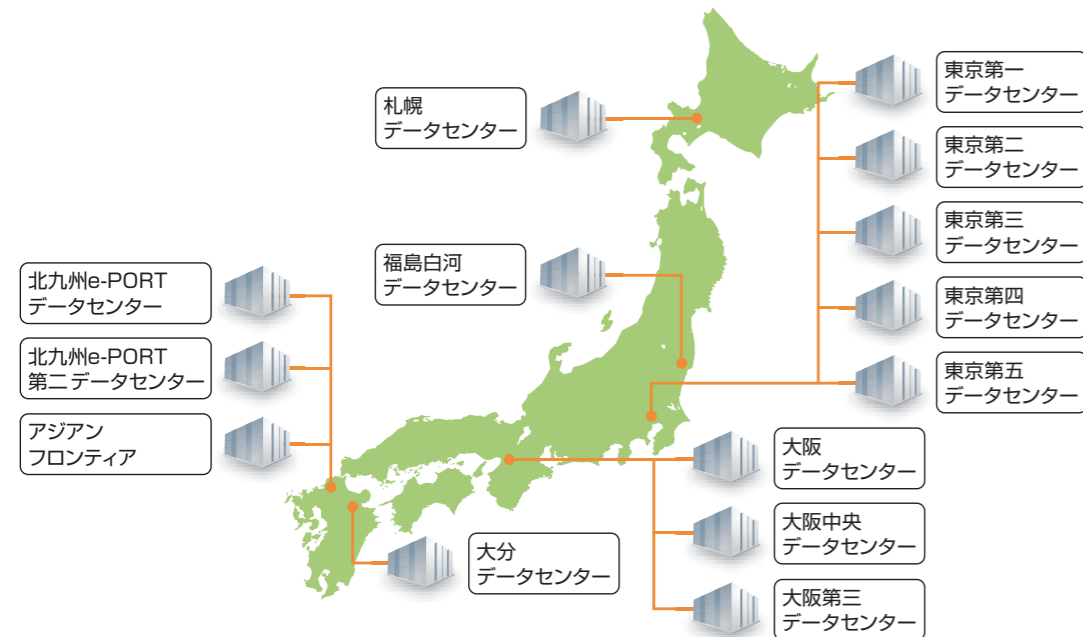 札幌
データセンター
福島白河
データセンター
北九州e-PORT
データセンター
北九州e-PORT
第二データセンター
アジアン
フロンティア
大分
データセンター
東京第一
データセンター
東京第二
データセンター
東京第三
データセンター
東京第四
データセンター
東京第五
データセンター
大阪
データセンター
大阪中央
データセンター
大阪第三
データセンター